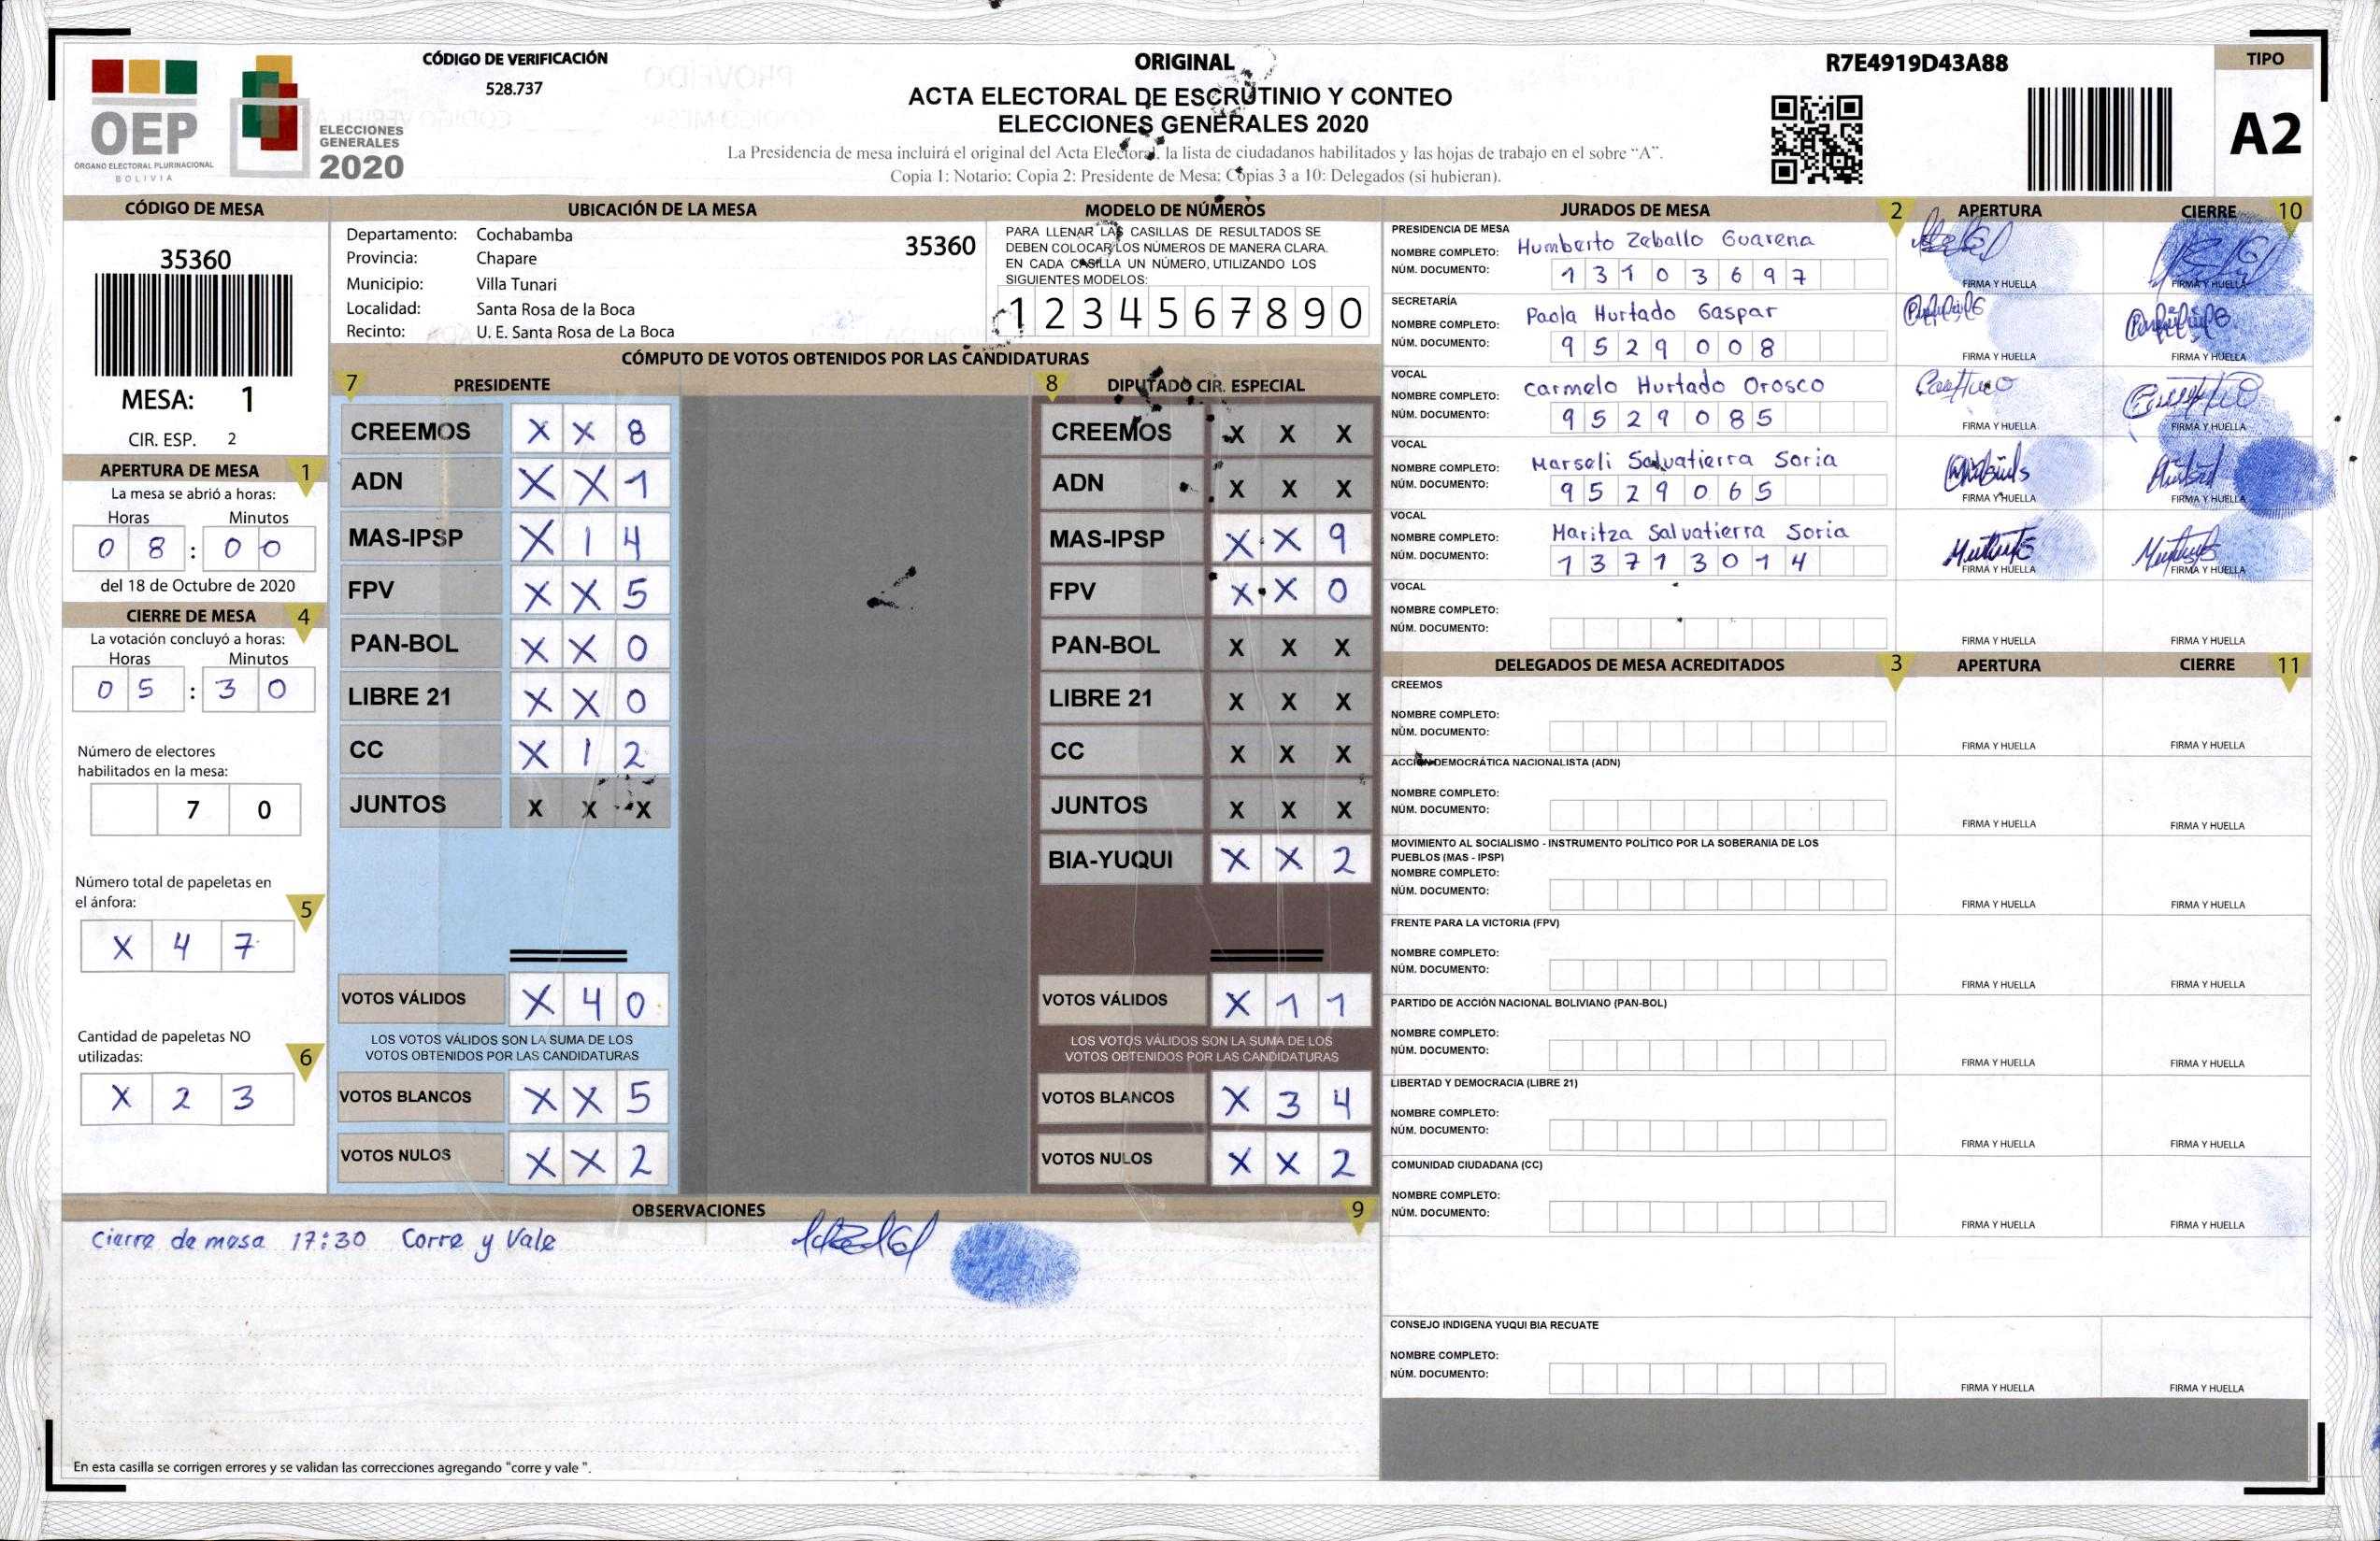 CÓDIGO DE VERIFICACIÓN
528.737
OEP
ÓRGANO ELECTORAL PLURINACIONAL
BOLIVIA
ELECCIONES
GENERALES
2020
ORIGINAL
ACTA ELECTORAL DE ESCRUTINIO Y CONTEO
ELECCIONES GENERALES 2020
La Presidencia de mesa incluirá el original del Acta Electoral, la lista de ciudadanos habilitados y las hojas de trabajo en el sobre “A”.
Copia 1: Notario; Copia 2: Presidente de Mesa; Copias 3 a 10: Delegados (si hubieran).
R7E4919D43A88
TIPO
A2
CÓDIGO DE MESA
35360
MESA: 1
CIR. ESP. 2
APERTURA DE MESA 1
La mesa se abrió a horas:
Horas Minutos
0 8 : 0 0
del 18 de Octubre de 2020
CIERRE DE MESA 4
La votación concluyó a horas:
Horas Minutos
0 5 : 3 0
Número de electores
habilitados en la mesa:
7 0
Número total de papeletas en
el ánfora:
5
X 4 7
Cantidad de papeletas NO
utilizadas:
6
X 2 3
UBICACIÓN DE LA MESA
Departamento: Cochabamba 35360
Provincia: Chapare
Municipio: Villa Tunari
Localidad: Santa Rosa de la Boca
Recinto: U. E. Santa Rosa de La Boca
MODELO DE NÚMEROS
PARA LLENAR LAS CASILLAS DE RESULTADOS SE
DEBEN COLOCAR LOS NÚMEROS DE MANERA CLARA.
EN CADA CASILLA UN NÚMERO, UTILIZANDO LOS
SIGUIENTES MODELOS:
1 2 3 4 5 6 7 8 9 0
CÓMPUTO DE VOTOS OBTENIDOS POR LAS CANDIDATURAS
7 PRESIDENTE
CREEMOS X X 8
ADN X X 1
MAS-IPSP X 1 4
FPV X X 5
PAN-BOL X X 0
LIBRE 21 X X 0
CC X 1 2
JUNTOS X X X
VOTOS VÁLIDOS X 4 0
LOS VOTOS VÁLIDOS SON LA SUMA DE LOS
VOTOS OBTENIDOS POR LAS CANDIDATURAS
VOTOS BLANCOS X X 5
VOTOS NULOS X X 2
8 DIPUTADO CIR. ESPECIAL
CREEMOS X X X
ADN X X X
MAS-IPSP X X 9
FPV X X 0
PAN-BOL X X X
LIBRE 21 X X X
CC X X X
JUNTOS X X X
BIA-YUQUI X X 2
VOTOS VÁLIDOS X 1 1
LOS VOTOS VÁLIDOS SON LA SUMA DE LOS
VOTOS OBTENIDOS POR LAS CANDIDATURAS
VOTOS BLANCOS X 3 4
VOTOS NULOS X X 2
OBSERVACIONES 9
Cierre de mesa 17:30 Corre y Vale
En esta casilla se corrigen errores y se validan las correcciones agregando “corre y vale ”.
JURADOS DE MESA 2 APERTURA CIERRE 10
PRESIDENCIA DE MESA
NOMBRE COMPLETO: Humberto Zeballo Guarena
NÚM. DOCUMENTO: 1 3 1 0 3 6 9 7
FIRMA Y HUELLA FIRMA Y HUELLA
SECRETARÍA
NOMBRE COMPLETO: Paola Hurtado Gaspar
NÚM. DOCUMENTO: 9 5 2 9 0 0 8
FIRMA Y HUELLA FIRMA Y HUELLA
VOCAL
NOMBRE COMPLETO: Carmelo Hurtado Orosco
NÚM. DOCUMENTO: 9 5 2 9 0 8 5
FIRMA Y HUELLA FIRMA Y HUELLA
VOCAL
NOMBRE COMPLETO: Marseli Salvatierra Soria
NÚM. DOCUMENTO: 9 5 2 9 0 6 5
FIRMA Y HUELLA FIRMA Y HUELLA
VOCAL
NOMBRE COMPLETO: Maritza Salvatierra Soria
NÚM. DOCUMENTO: 1 3 7 1 3 0 1 4
FIRMA Y HUELLA FIRMA Y HUELLA
VOCAL
NOMBRE COMPLETO:
NÚM. DOCUMENTO:
FIRMA Y HUELLA FIRMA Y HUELLA
DELEGADOS DE MESA ACREDITADOS 3 APERTURA CIERRE 11
CREEMOS
NOMBRE COMPLETO:
NÚM. DOCUMENTO:
FIRMA Y HUELLA FIRMA Y HUELLA
ACCIÓN DEMOCRÁTICA NACIONALISTA (ADN)
NOMBRE COMPLETO:
NÚM. DOCUMENTO:
FIRMA Y HUELLA FIRMA Y HUELLA
MOVIMIENTO AL SOCIALISMO - INSTRUMENTO POLÍTICO POR LA SOBERANIA DE LOS
PUEBLOS (MAS - IPSP)
NOMBRE COMPLETO:
NÚM. DOCUMENTO:
FIRMA Y HUELLA FIRMA Y HUELLA
FRENTE PARA LA VICTORIA (FPV)
NOMBRE COMPLETO:
NÚM. DOCUMENTO:
FIRMA Y HUELLA FIRMA Y HUELLA
PARTIDO DE ACCIÓN NACIONAL BOLIVIANO (PAN-BOL)
NOMBRE COMPLETO:
NÚM. DOCUMENTO:
FIRMA Y HUELLA FIRMA Y HUELLA
LIBERTAD Y DEMOCRACIA (LIBRE 21)
NOMBRE COMPLETO:
NÚM. DOCUMENTO:
FIRMA Y HUELLA FIRMA Y HUELLA
COMUNIDAD CIUDADANA (CC)
NOMBRE COMPLETO:
NÚM. DOCUMENTO:
FIRMA Y HUELLA FIRMA Y HUELLA
CONSEJO INDIGENA YUQUI BIA RECUATE
NOMBRE COMPLETO:
NÚM. DOCUMENTO:
FIRMA Y HUELLA FIRMA Y HUELLA